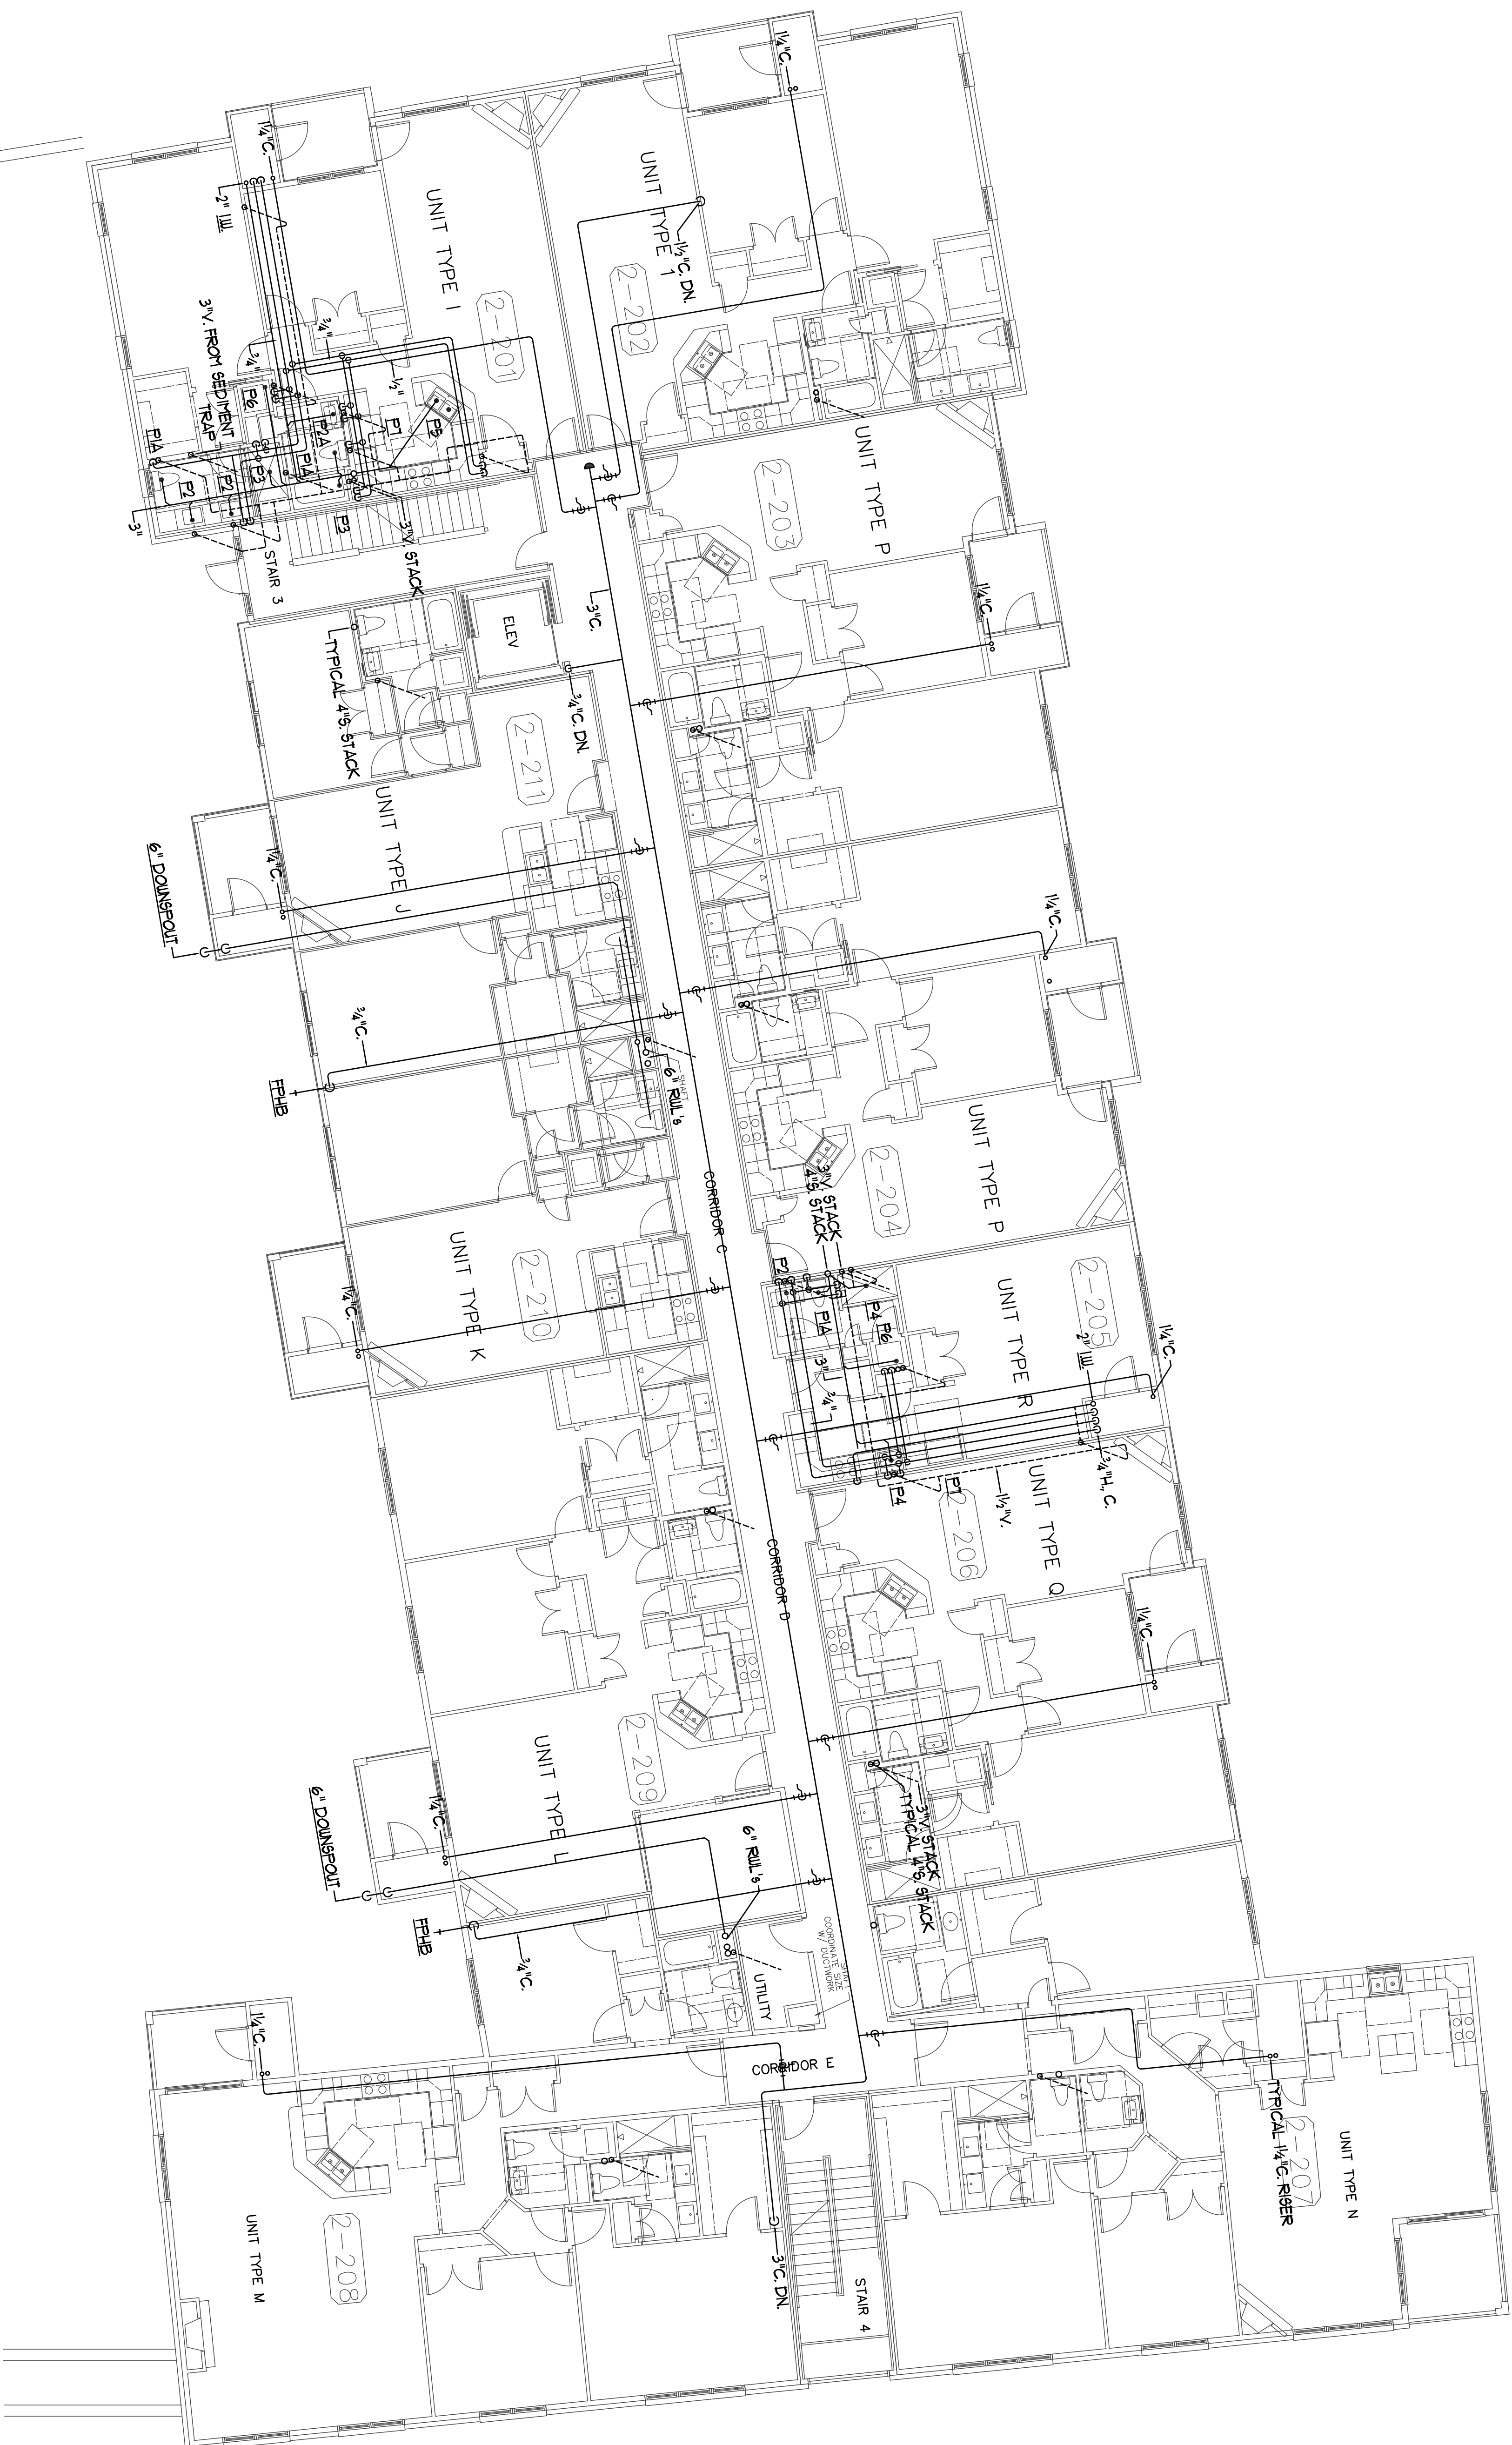 1¼"C.
1¼"C.
2" I.W.
UNIT TYPE I
UNIT TYPE 1
1½"C. DN.
2-202
2-201
¾"
¾"
½"
3"V. FROM SEDIMENT
TRAP
P6
P2A
P7
P5
P1A
P1A
P3
P2
P2
P3
3"
3"V. STACK
STAIR 3
UNIT TYPE P
2-203
1¼"C.
3"C.
ELEV
¾"C. DN.
TYPICAL 4"S. STACK
2-211
UNIT TYPE J
1¼"C.
6" DOWNSPOUT
1¼"C.
¾"C.
FPHB
SHAFT
6" RWL's
CORRIDOR C
UNIT TYPE P
2-204
3"V. STACK
4"S. STACK
UNIT TYPE K
2-210
1¼"C.
P2
P1A
P4
P6
3"
¾"
UNIT TYPE R
2-205
2" I.W.
1¼"C.
¾"H., C.
1½"V.
P7
P4
2-206
UNIT TYPE Q
1¼"C.
CORRIDOR D
UNIT TYPE L
2-209
1¼"C.
6" DOWNSPOUT
6" RWL's
3"V. STACK
TYPICAL 4"S. STACK
FPHB
¾"C.
SHAFT
COORDINATE SIZE
W/ DUCTWORK
UTILITY
CORRIDOR E
1¼"C.
TYPICAL 1¼"C. RISER
2-207
UNIT TYPE N
UNIT TYPE M
2-208
3"C. DN.
STAIR 4